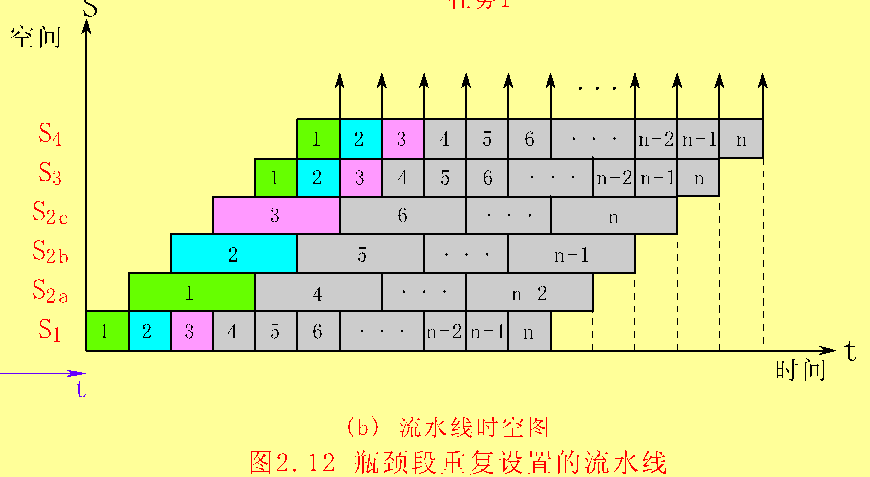 S
空间
S4 1 2 3 4 5 6 ··· n-2 n-1 n
S3 1 2 3 4 5 6 ··· n-2 n-1 n
S2c 3 6 ··· n
S2b 2 5 ··· n-1
S2a 1 4 ··· n-2
S1 1 2 3 4 5 6 ··· n-2 n-1 n
t
时间
t
(b) 流水线时空图
图2.12 瓶颈段重复设置的流水线